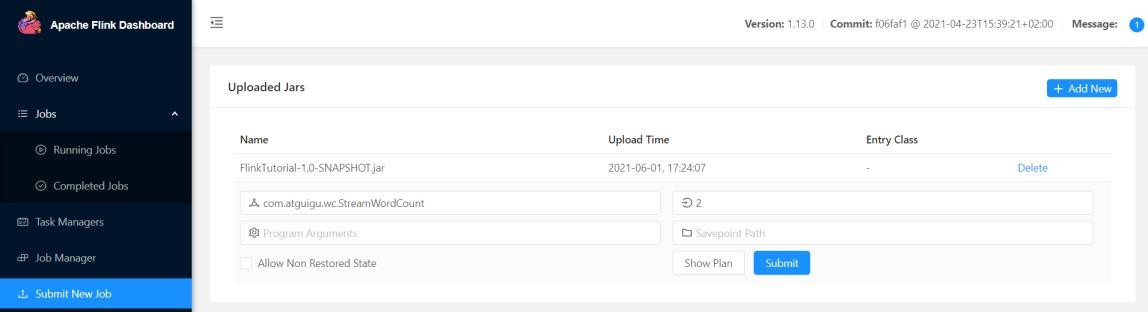 Apache Flink Dashboard
Version: 1.13.0 Commit: f06faf1 @ 2021-04-23T15:39:21+02:00 Message: 1
Overview
Jobs
Running Jobs
Completed Jobs
Task Managers
Job Manager
Submit New Job
Uploaded Jars
+ Add New
Name Upload Time Entry Class
FlinkTutorial-1.0-SNAPSHOT.jar 2021-06-01, 17:24:07 - Delete
com.atguigu.wc.StreamWordCount 2
Program Arguments Savepoint Path
Allow Non Restored State Show Plan Submit